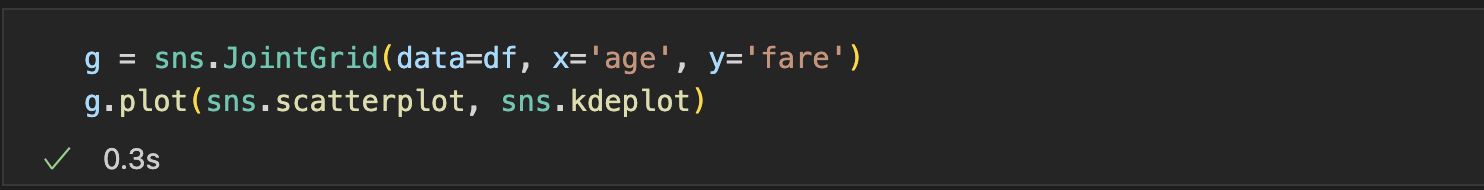 g = sns.JointGrid(data=df, x='age', y='fare')
g.plot(sns.scatterplot, sns.kdeplot)
✓ 0.3s